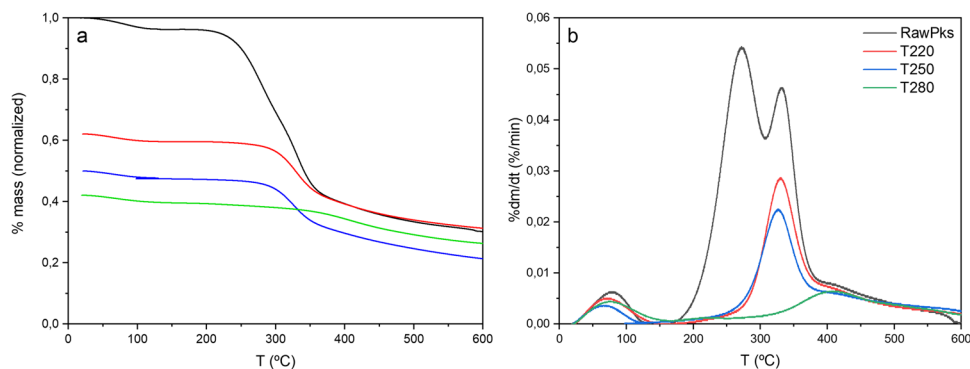 a
% mass (normalized)
1,0
0,8
0,6
0,4
0,2
0,0
0 100 200 300 400 500 600
T (ºC)
b
RawPks
T220
T250
T280
%dm/dt (%/min)
0,06
0,05
0,04
0,03
0,02
0,01
0,00
0 100 200 300 400 500 600
T (ºC)